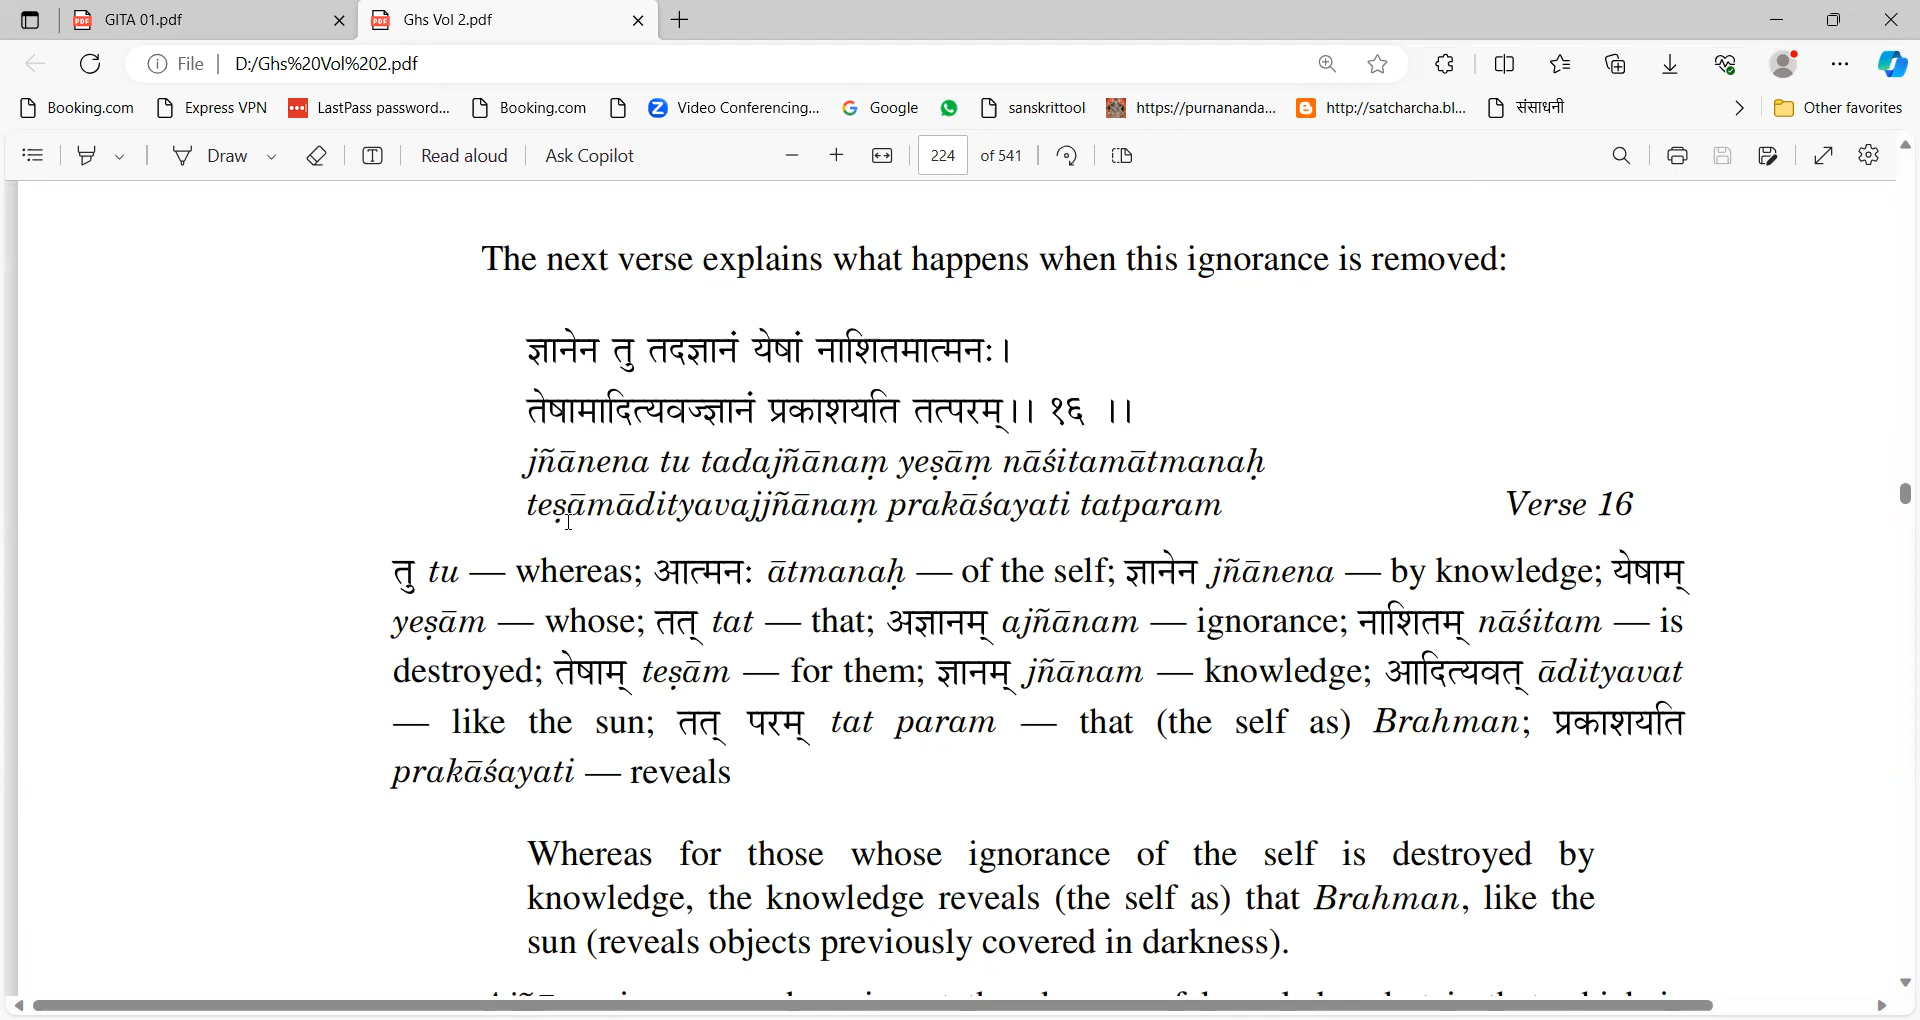 GITA 01.pdf
Ghs Vol 2.pdf
File
D:/Ghs%20Vol%202.pdf
Booking.com
Express VPN
LastPass password...
Booking.com
Video Conferencing...
Google
sanskrittool
https://purnananda...
http://satcharcha.bl...
संसाधनी
Other favorites
Draw
Read aloud
Ask Copilot
224 of 541
The next verse explains what happens when this ignorance is removed:
ज्ञानेन तु तदज्ञानं येषां नाशितमात्मनः।
तेषामादित्यवज्ज्ञानं प्रकाशयति तत्परम्।। १६ ।।
jñānena tu tadajñānaṃ yeṣāṃ nāśitamātmanaḥ
teṣāmādityavajjñānaṃ prakāśayati tatparam Verse 16
तु tu — whereas; आत्मनः ātmanaḥ — of the self; ज्ञानेन jñānena — by knowledge; येषाम्
yeṣām — whose; तत् tat — that; अज्ञानम् ajñānam — ignorance; नाशितम् nāśitam — is
destroyed; तेषाम् teṣām — for them; ज्ञानम् jñānam — knowledge; आदित्यवत् ādityavat
— like the sun; तत् परम् tat param — that (the self as) Brahman; प्रकाशयति
prakāśayati — reveals
Whereas for those whose ignorance of the self is destroyed by
knowledge, the knowledge reveals (the self as) that Brahman, like the
sun (reveals objects previously covered in darkness).